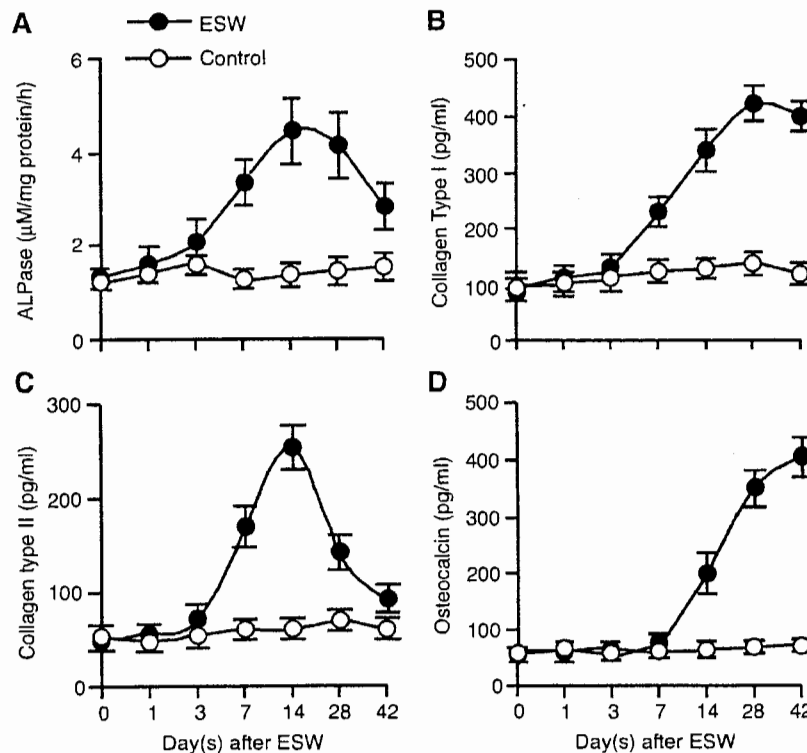 A
ESW
Control
ALPase (μM/mg protein/h)
6
4
2
0
B
Collagen Type I (pg/ml)
500
400
300
200
100
0
C
Collagen type II (pg/ml)
300
200
100
0
0 1 3 7 14 28 42
Day(s) after ESW
D
Osteocalcin (pg/ml)
500
400
300
200
100
0
0 1 3 7 14 28 42
Day(s) after ESW